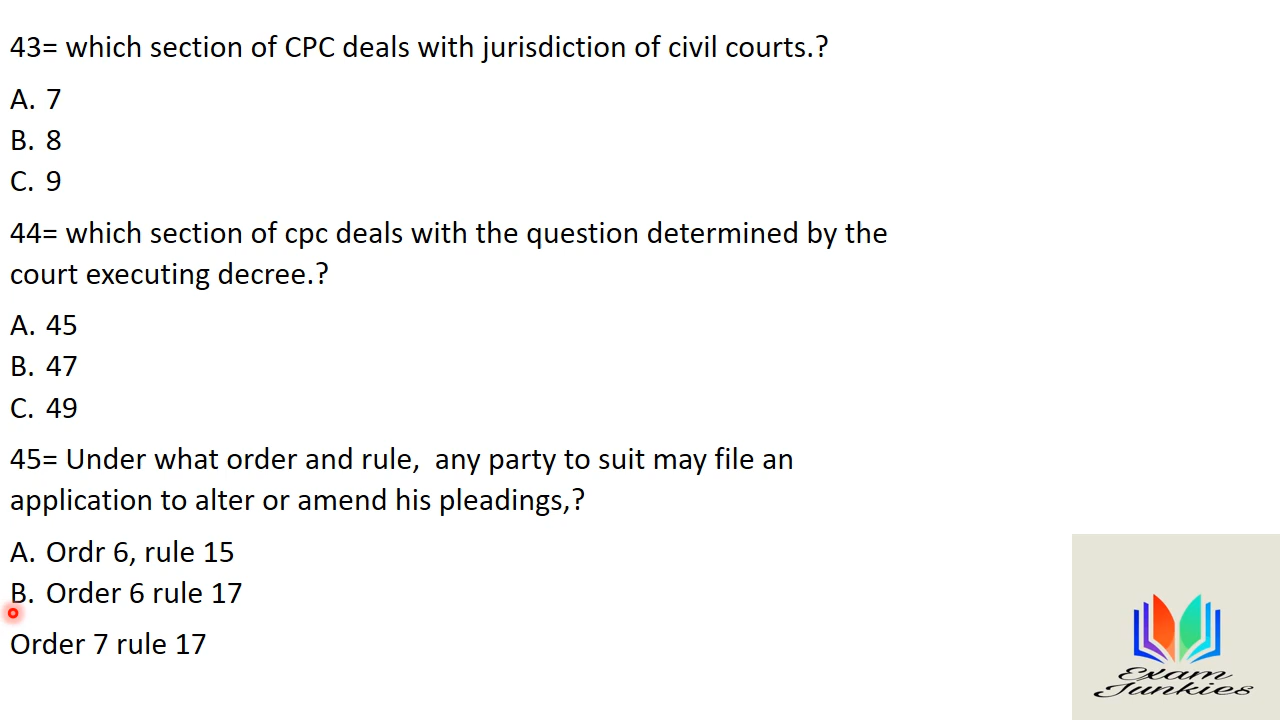 43= which section of CPC deals with jurisdiction of civil courts.?
A. 7
B. 8
C. 9
44= which section of cpc deals with the question determined by the
court executing decree.?
A. 45
B. 47
C. 49
45= Under what order and rule,  any party to suit may file an
application to alter or amend his pleadings,?
A. Ordr 6, rule 15
B. Order 6 rule 17
Order 7 rule 17
Exam
Junkies